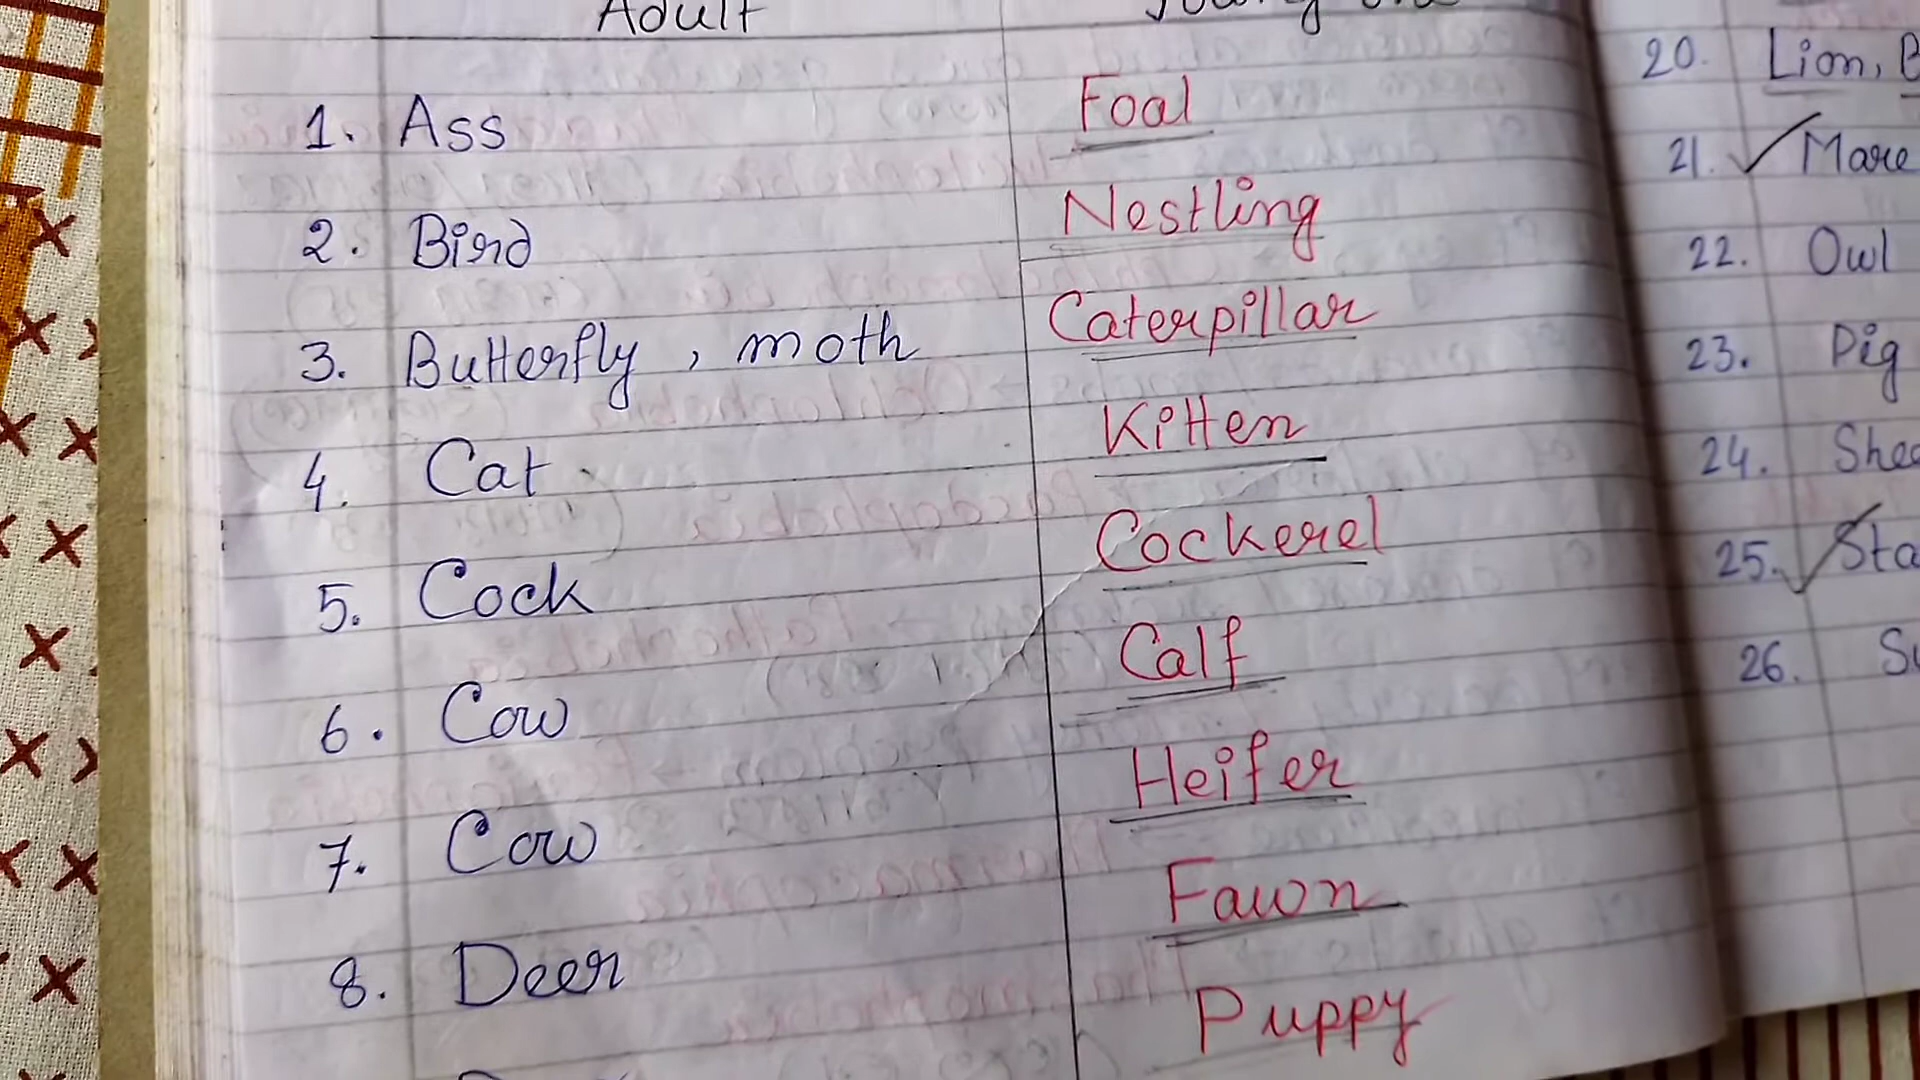 Adult
1. Ass Foal
2. Bird Nestling
3. Butterfly, moth Caterpillar
4. Cat Kitten
5. Cock Cockerel
6. Cow Calf
7. Cow Heifer
8. Deer Fawn
Puppy
20. Lion,
21. Mare
22. Owl
23. Pig
24.
25.
26.